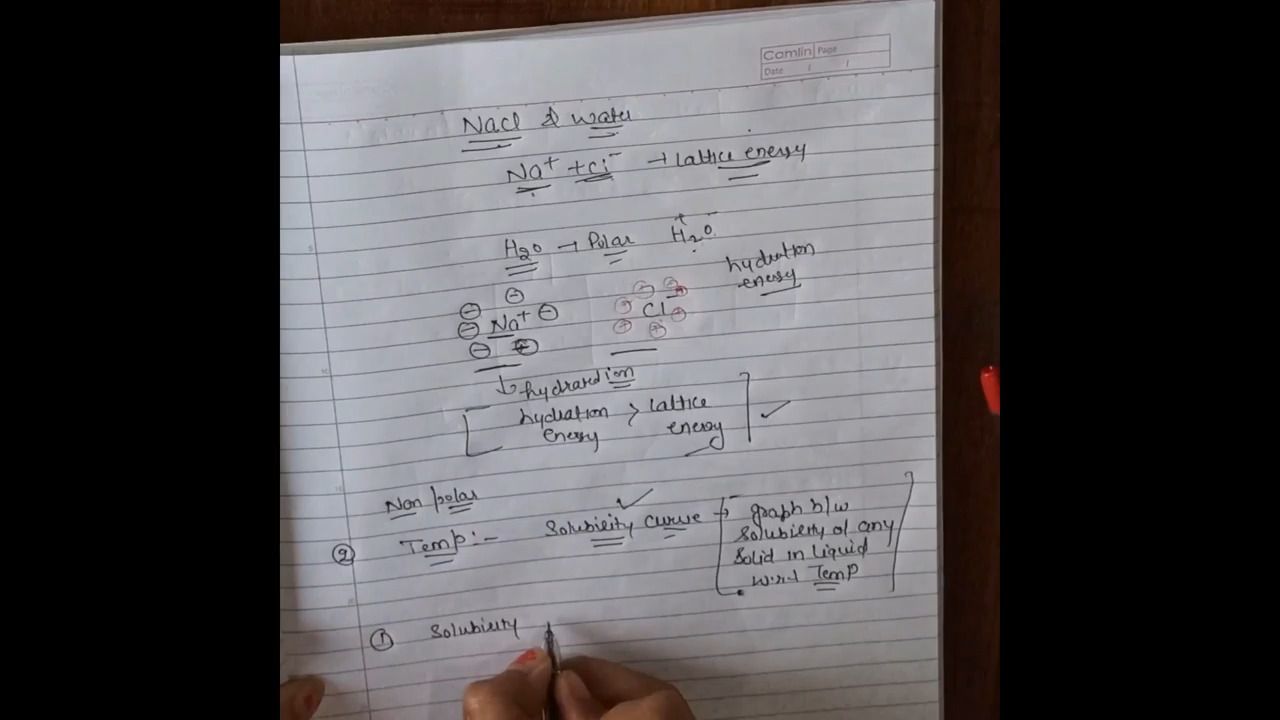 Camlin Page
Date / /
NaCl & water
Na⁺ + Cl⁻ → Lattice energy
H₂O → Polar H₂⁺O⁻
hydration
energy
Na⁺ Cl⁻
↓ hydration
hydration > Lattice
energy energy
Non polar
② Temp:- Solubility curve → graph b/w
solubility of any
solid in liquid
w.r.t Temp
① Solubility